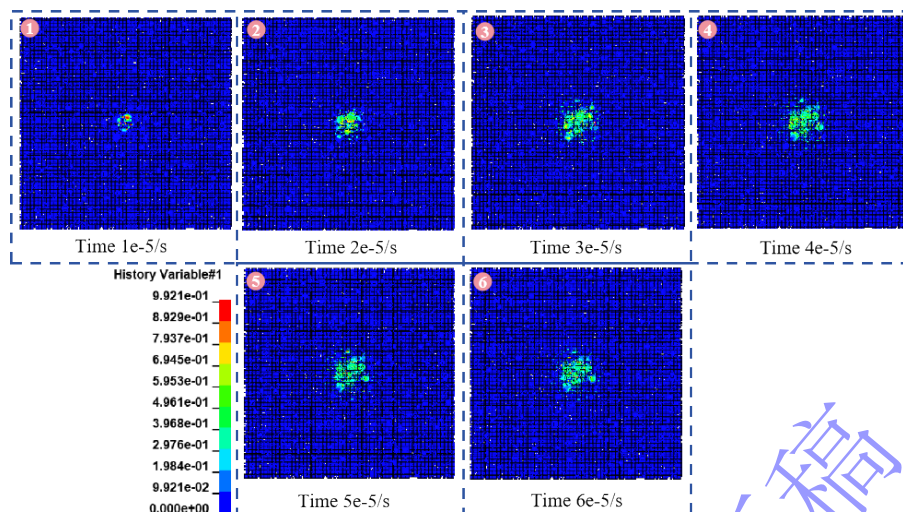 1
2
3
4
Time 1e-5/s
Time 2e-5/s
Time 3e-5/s
Time 4e-5/s
History Variable#1
9.921e-01
8.929e-01
7.937e-01
6.945e-01
5.953e-01
4.961e-01
3.968e-01
2.976e-01
1.984e-01
9.921e-02
0.000e+00
5
6
Time 5e-5/s
Time 6e-5/s
稿